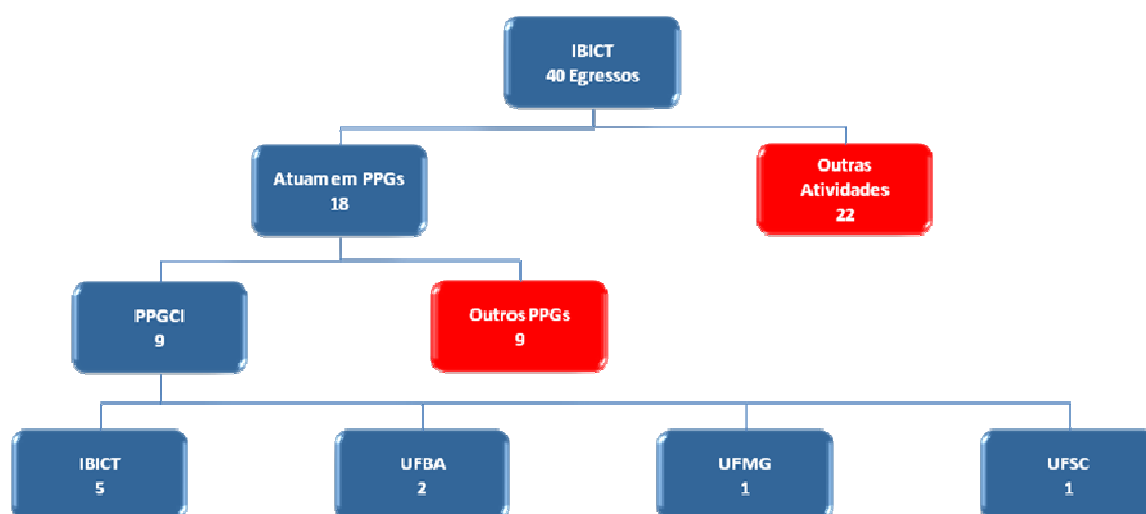 IBICT
40 Egressos
Atuam em PPGs
18
Outras
Atividades
22
PPGCI
9
Outros PPGs
9
IBICT
5
UFBA
2
UFMG
1
UFSC
1